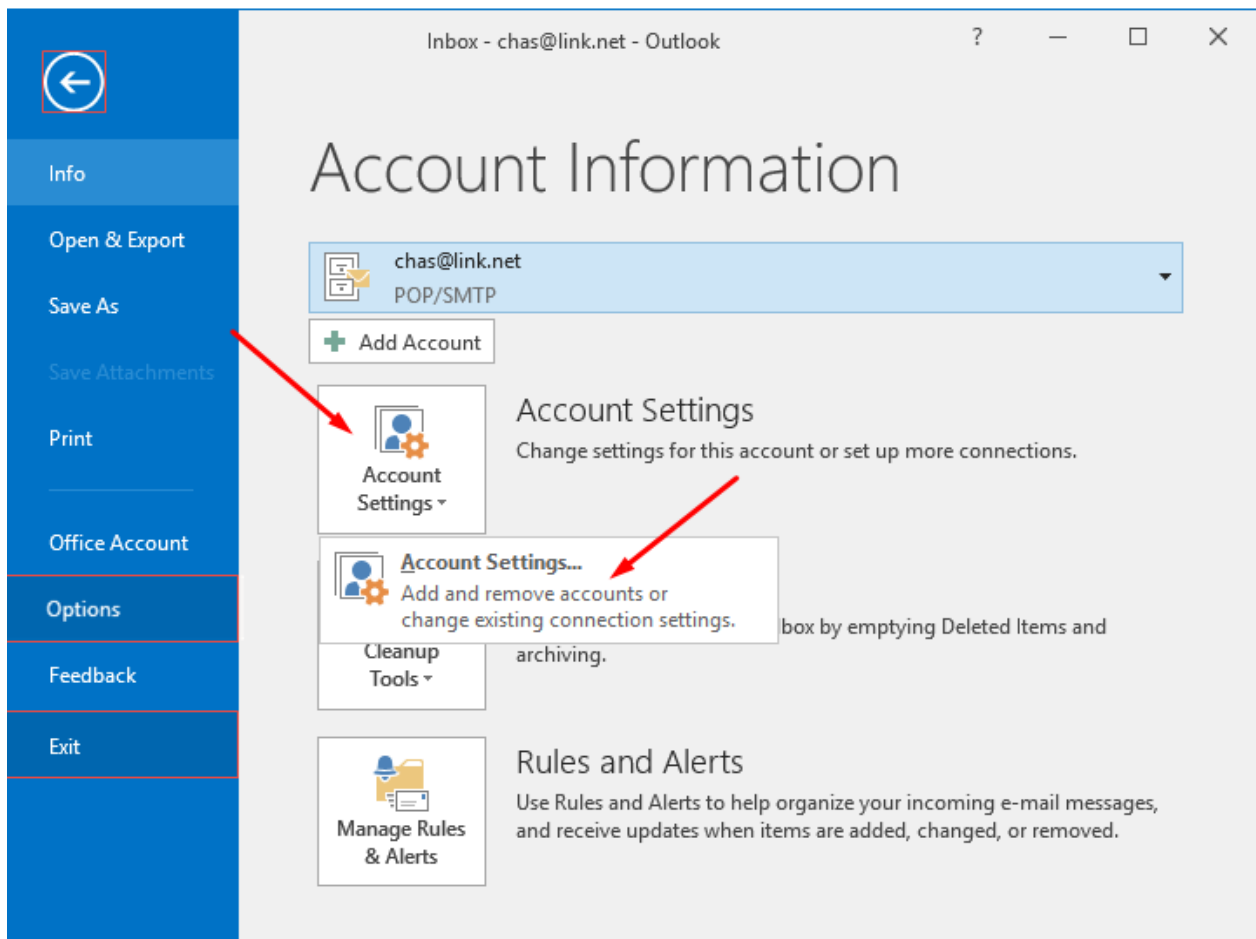 Inbox - chas@link.net - Outlook
?
Info
Open & Export
Save As
Save Attachments
Print
Office Account
Options
Feedback
Exit
Account Information
chas@link.net
POP/SMTP
Add Account
Account
Settings
Account Settings
Change settings for this account or set up more connections.
Account Settings...
Add and remove accounts or
change existing connection settings.
Cleanup
Tools
box by emptying Deleted Items and
archiving.
Manage Rules
& Alerts
Rules and Alerts
Use Rules and Alerts to help organize your incoming e-mail messages,
and receive updates when items are added, changed, or removed.